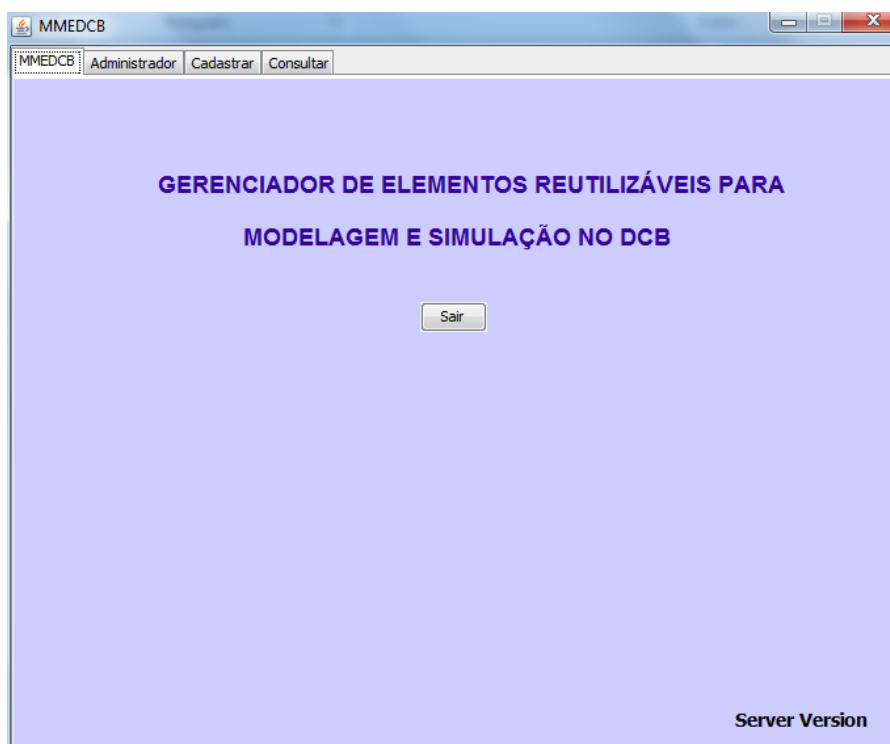 MMEDCB
MMEDCB Administrador Cadastrar Consultar
GERENCIADOR DE ELEMENTOS REUTILIZÁVEIS PARA
MODELAGEM E SIMULAÇÃO NO DCB
Sair
Server Version